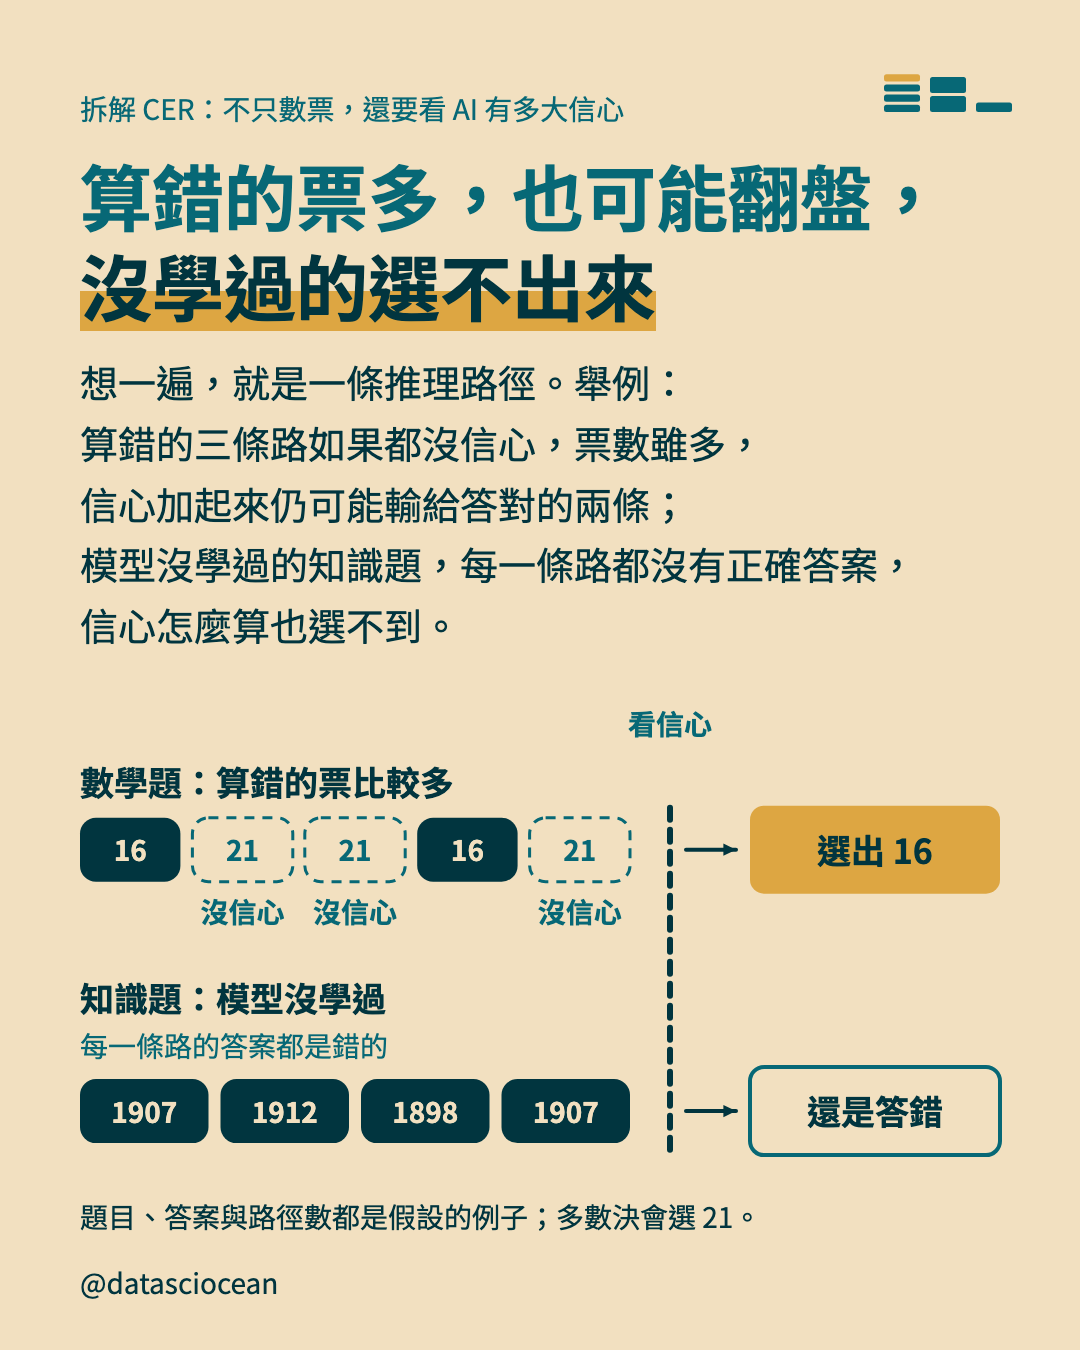 拆解 CER：不只數票，還要看 AI 有多大信心
算錯的票多，也可能翻盤，
沒學過的選不出來
想一遍，就是一條推理路徑。舉例：
算錯的三條路如果都沒信心，票數雖多，
信心加起來仍可能輸給答對的兩條；
模型沒學過的知識題，每一條路都沒有正確答案，
信心怎麼算也選不到。
看信心
數學題：算錯的票比較多
16 21 21 16 21
選出 16
沒信心 沒信心 沒信心
知識題：模型沒學過
每一條路的答案都是錯的
1907 1912 1898 1907
還是答錯
題目、答案與路徑數都是假設的例子；多數決會選 21。
@datasciocean